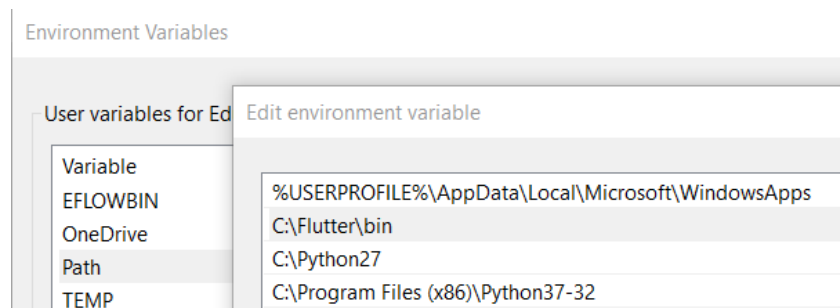 Environment Variables
User variables for Ed
Variable
EFLOWBIN
OneDrive
Path
TEMP
Edit environment variable
%USERPROFILE%\AppData\Local\Microsoft\WindowsApps
C:\Flutter\bin
C:\Python27
C:\Program Files (x86)\Python37-32